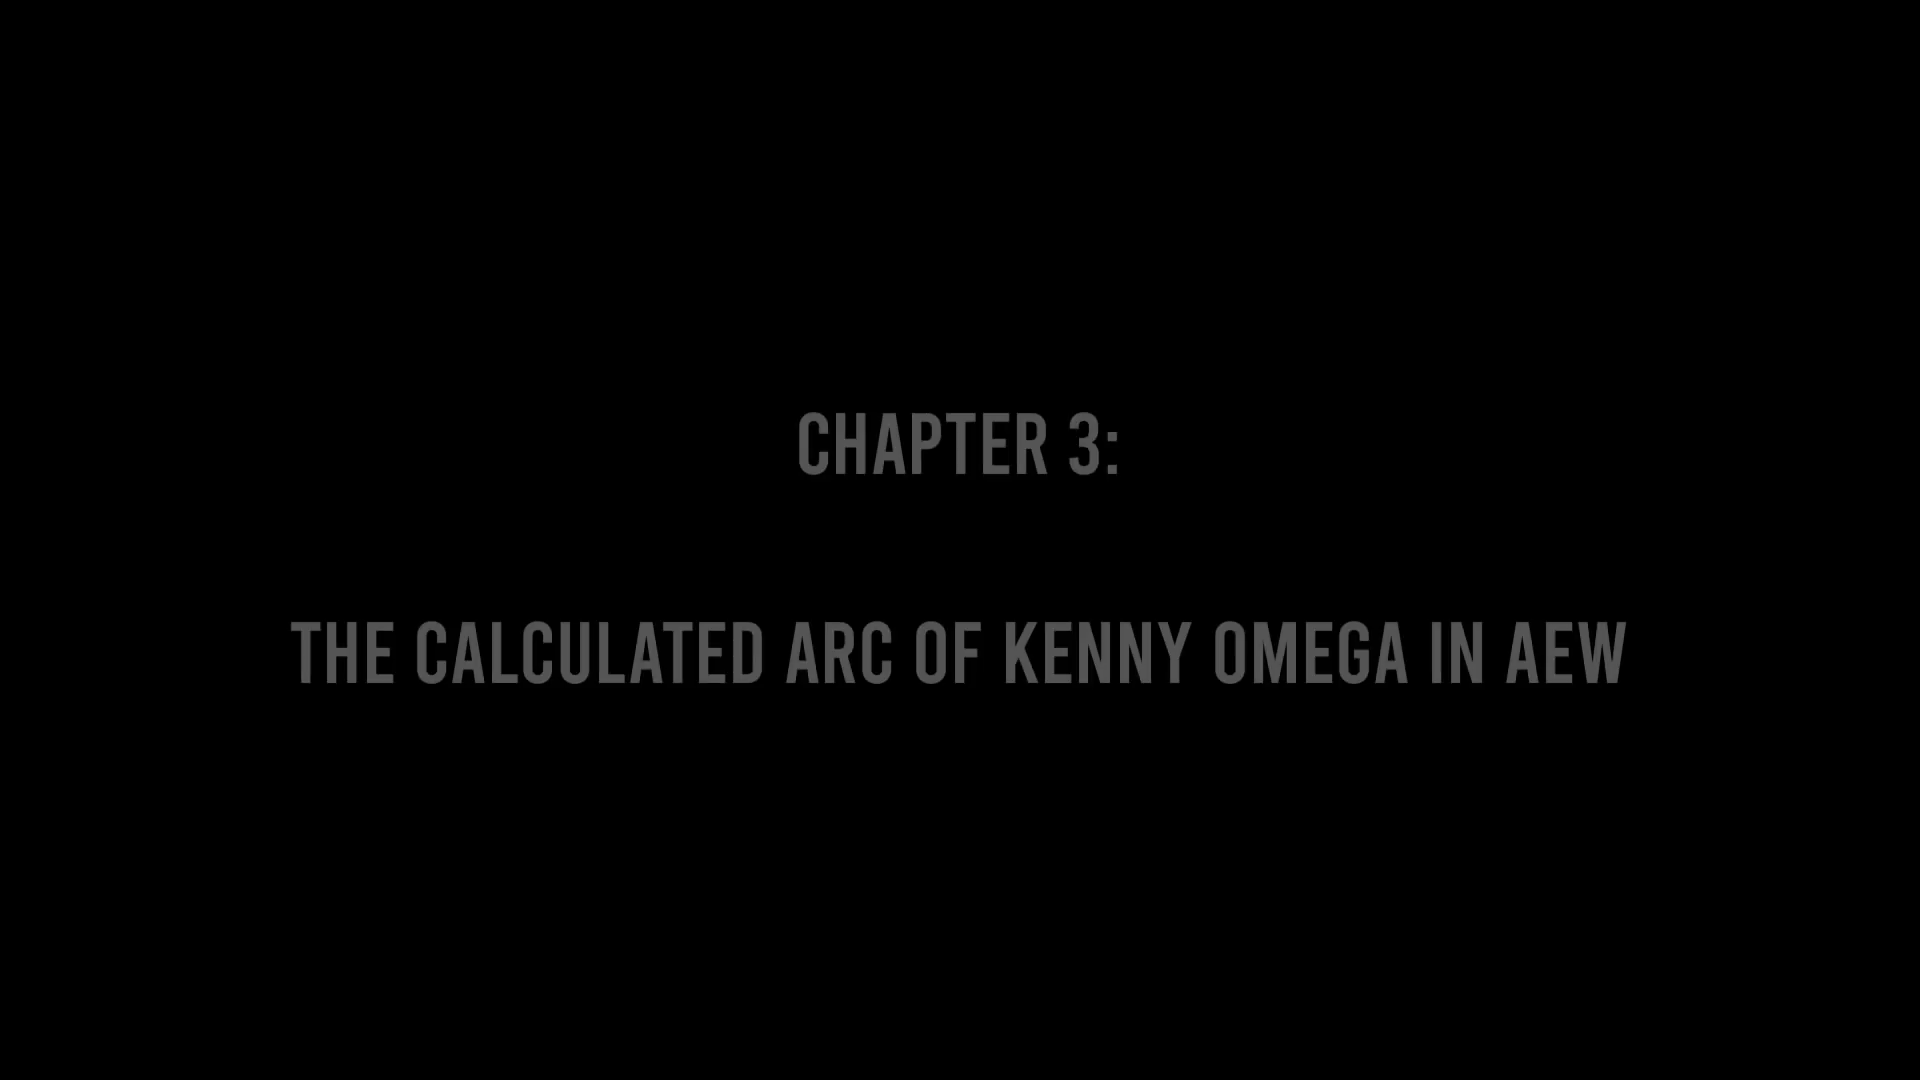 CHAPTER 3:
THE CALCULATED ARC OF KENNY OMEGA IN AEW